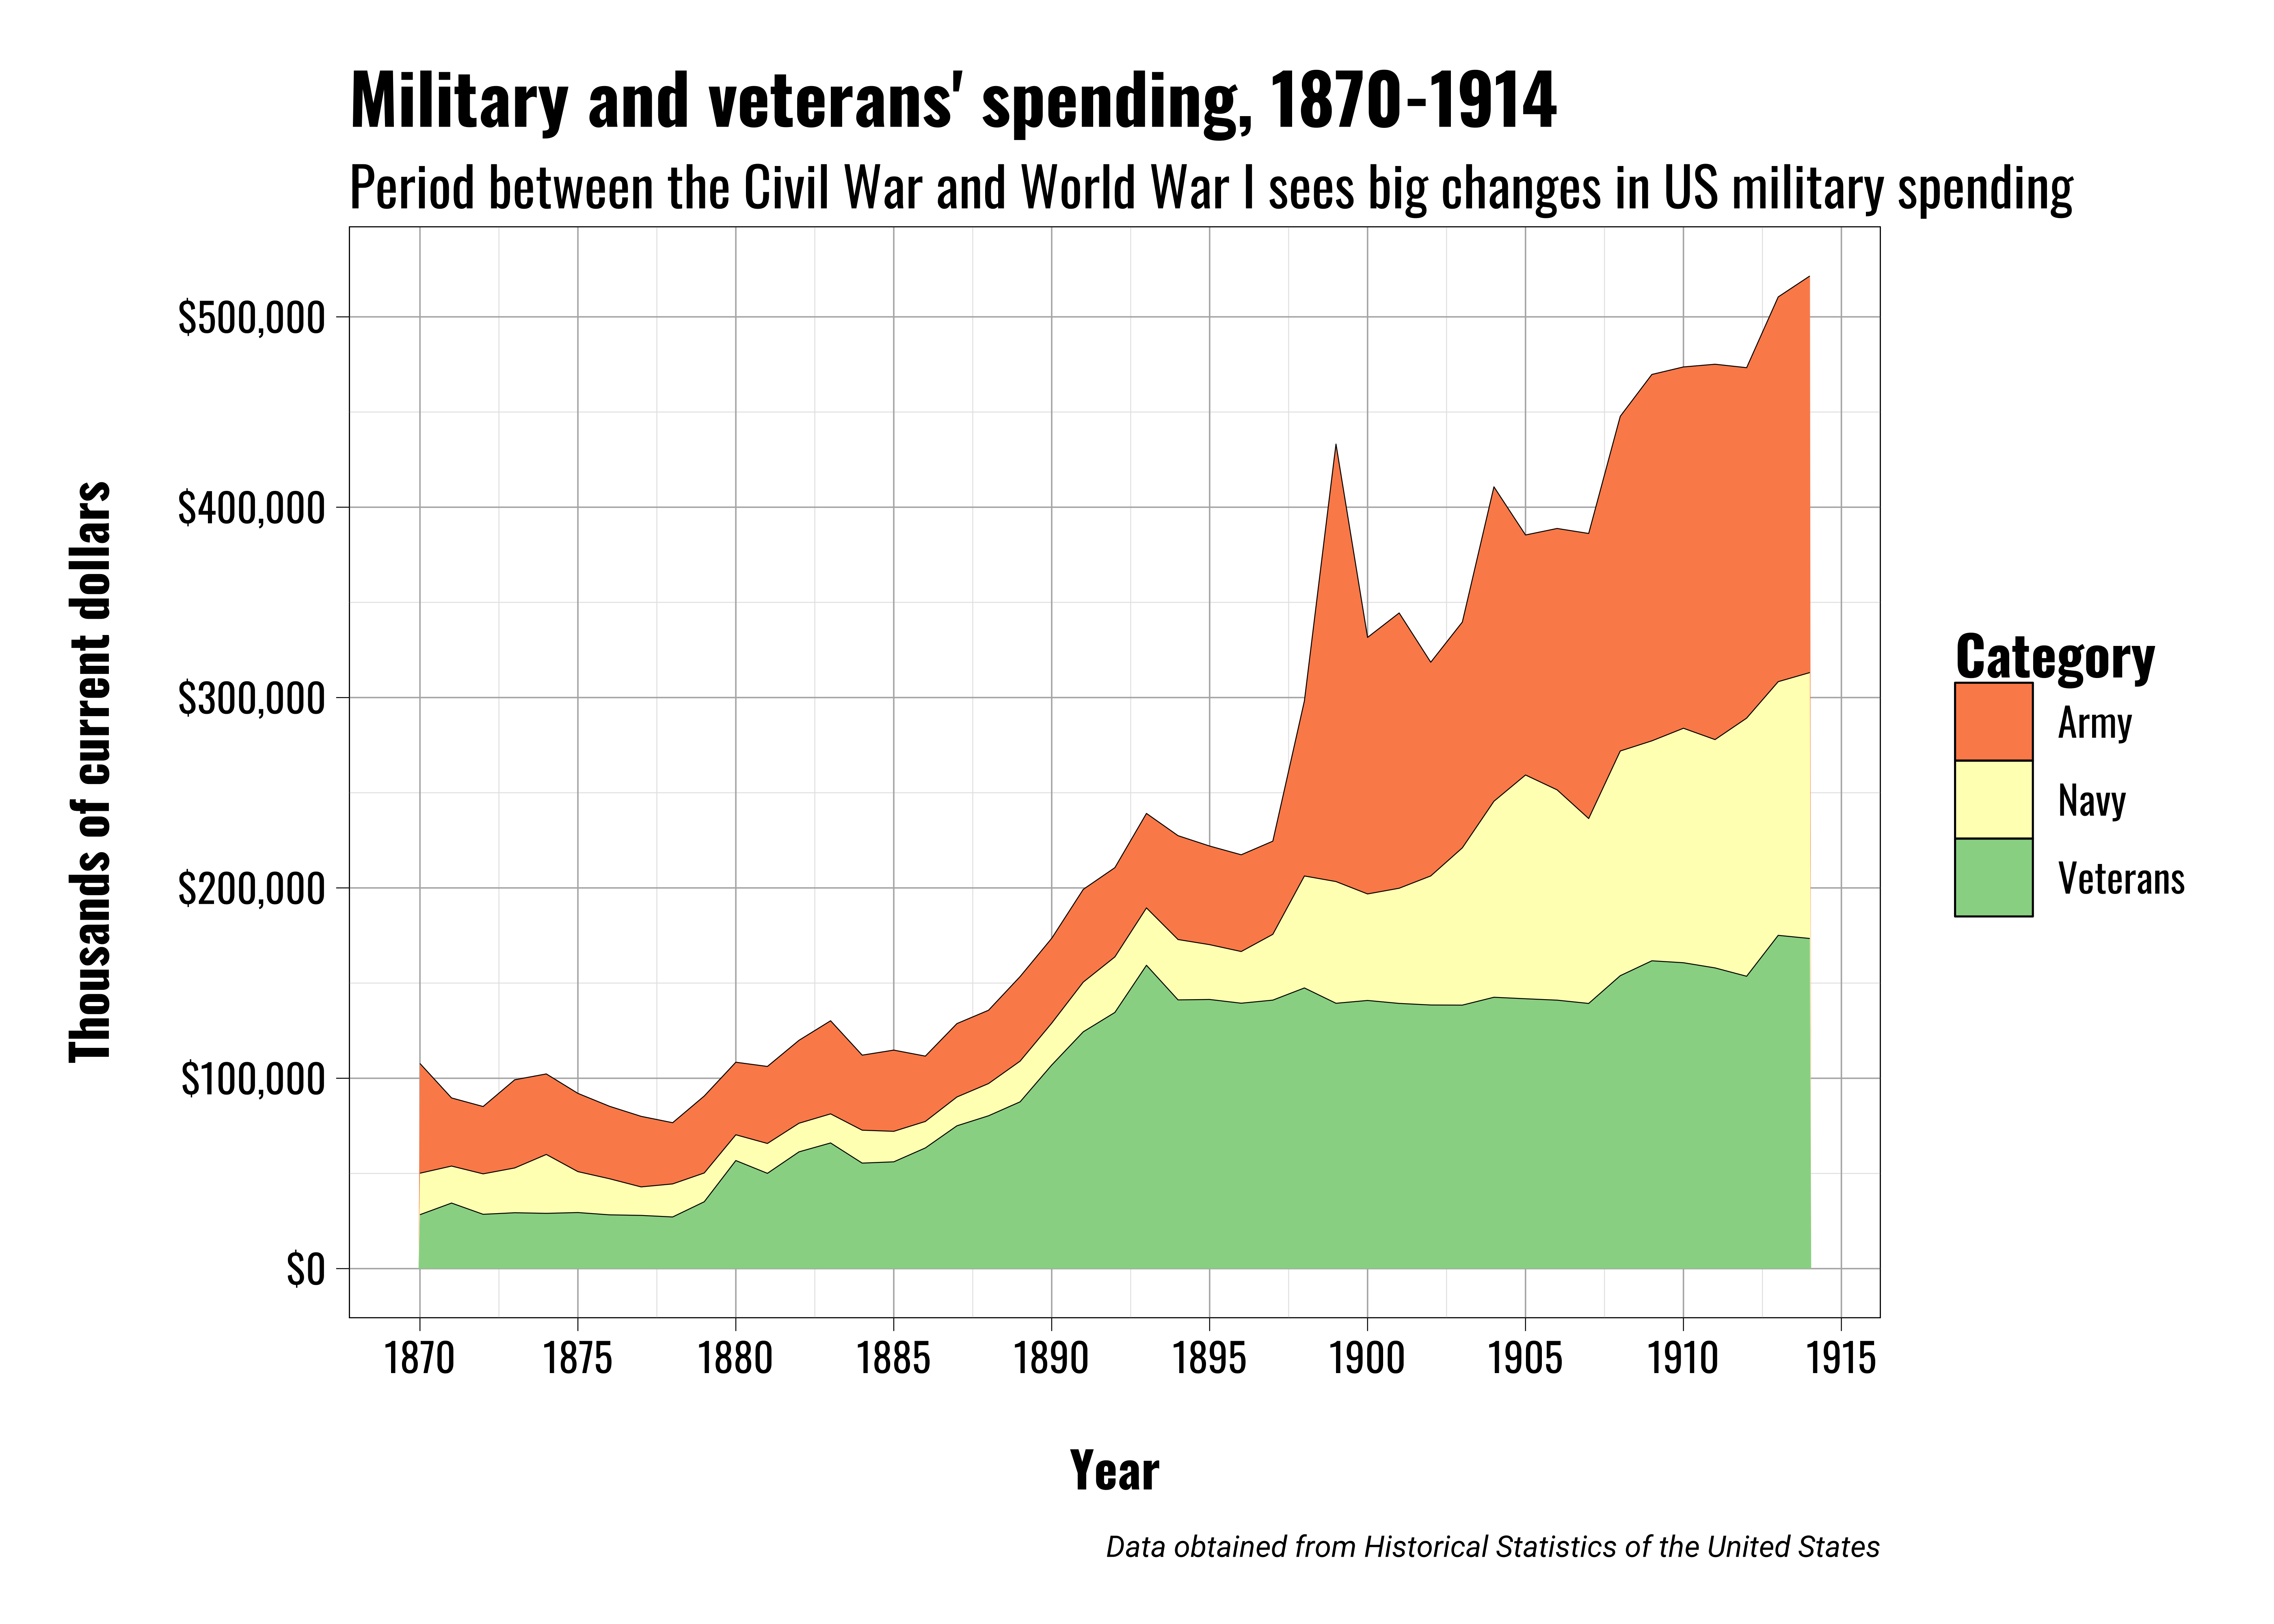 Military and veterans' spending, 1870-1914
Period between the Civil War and World War I sees big changes in US military spending
Thousands of current dollars
$500,000
$400,000
$300,000
$200,000
$100,000
$0
1870 1875 1880 1885 1890 1895 1900 1905 1910 1915
Year
Category
Army
Navy
Veterans
Data obtained from Historical Statistics of the United States